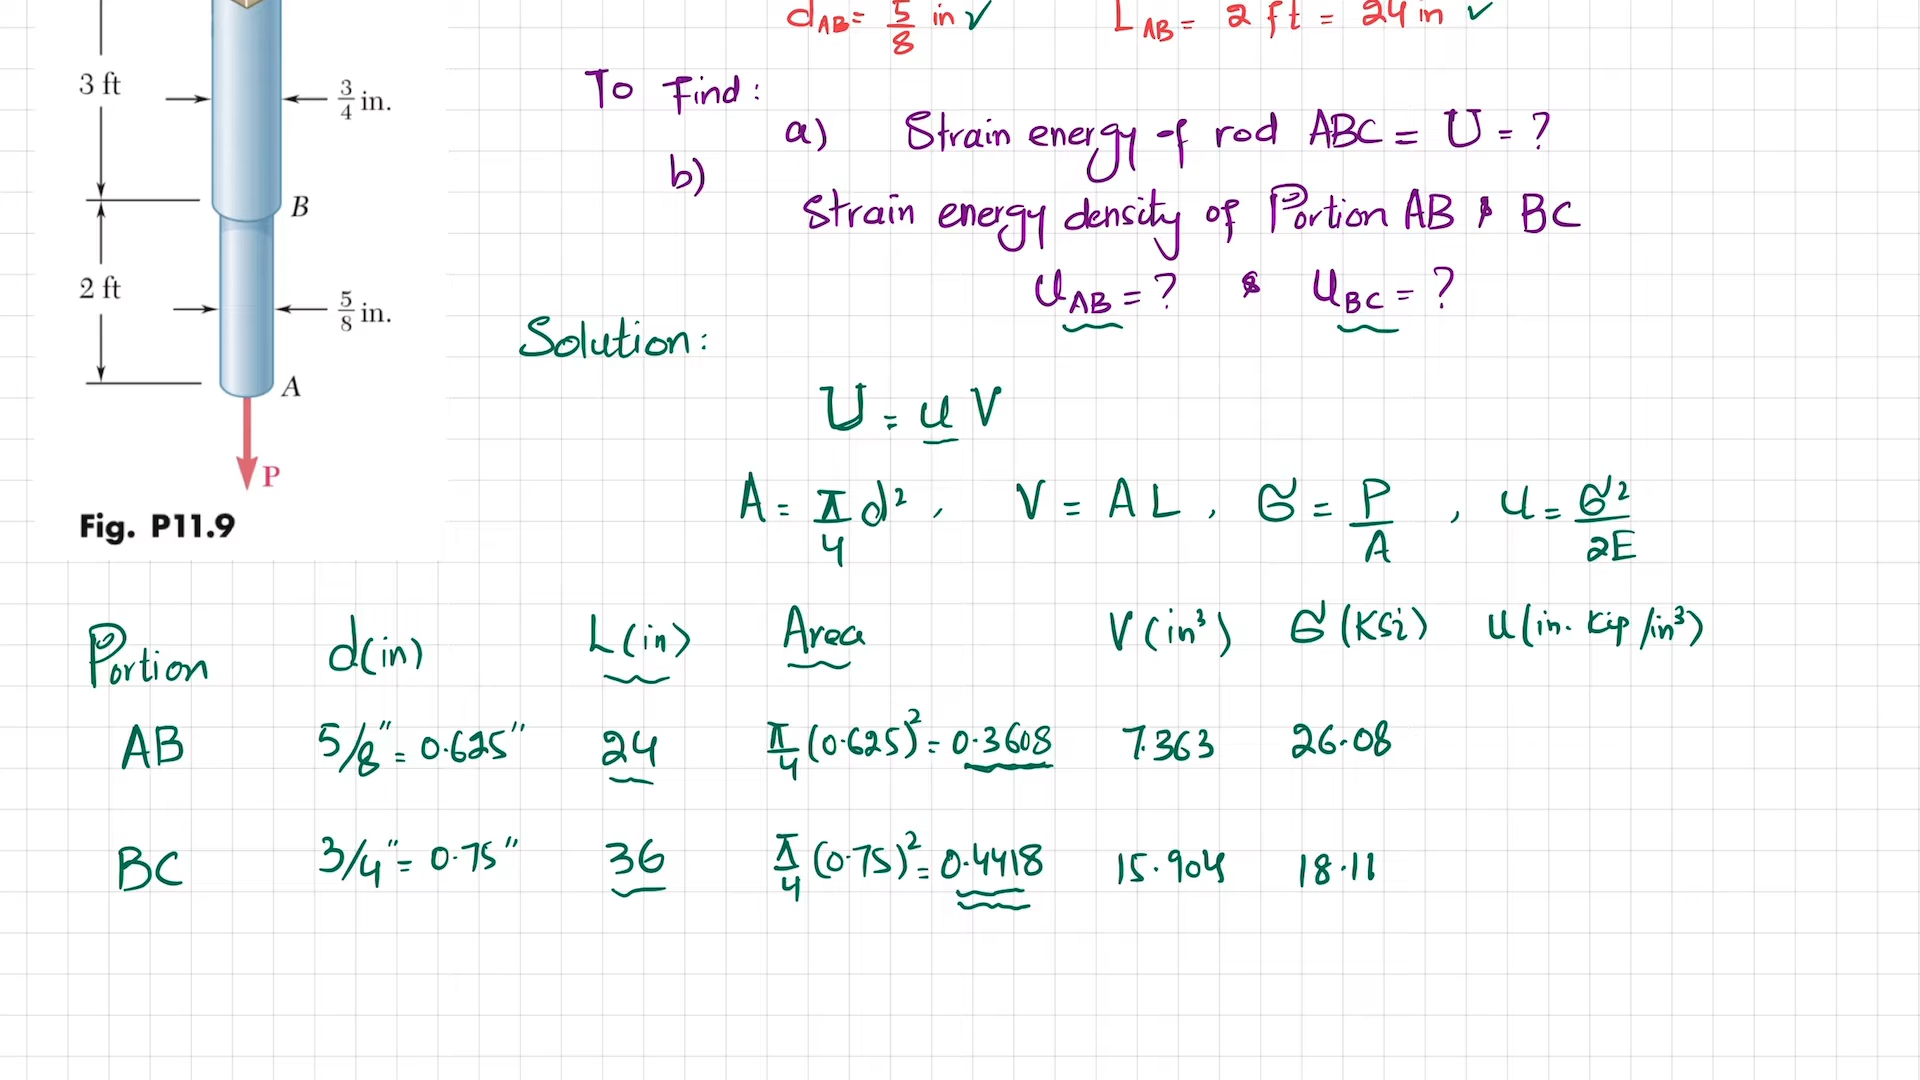 d_AB = 5/8 in ✓ L_AB = 2 ft = 24 in ✓
3 ft
3/4 in.
To Find:
a) Strain energy of rod ABC = U = ?
b)
Strain energy density of Portion AB & BC
B
u_AB = ? & u_BC = ?
2 ft
5/8 in.
Solution:
A
U = u V
P
A = π/4 d², V = A L, σ = P/A, u = σ²/2E
Fig. P11.9
Portion d(in) L(in) Area V(in³) σ(Ksi) u(in. kip/in³)
AB 5/8" = 0.625" 24 π/4 (0.625)² = 0.3608 7.363 26.08
BC 3/4" = 0.75" 36 π/4 (0.75)² = 0.4418 15.904 18.11